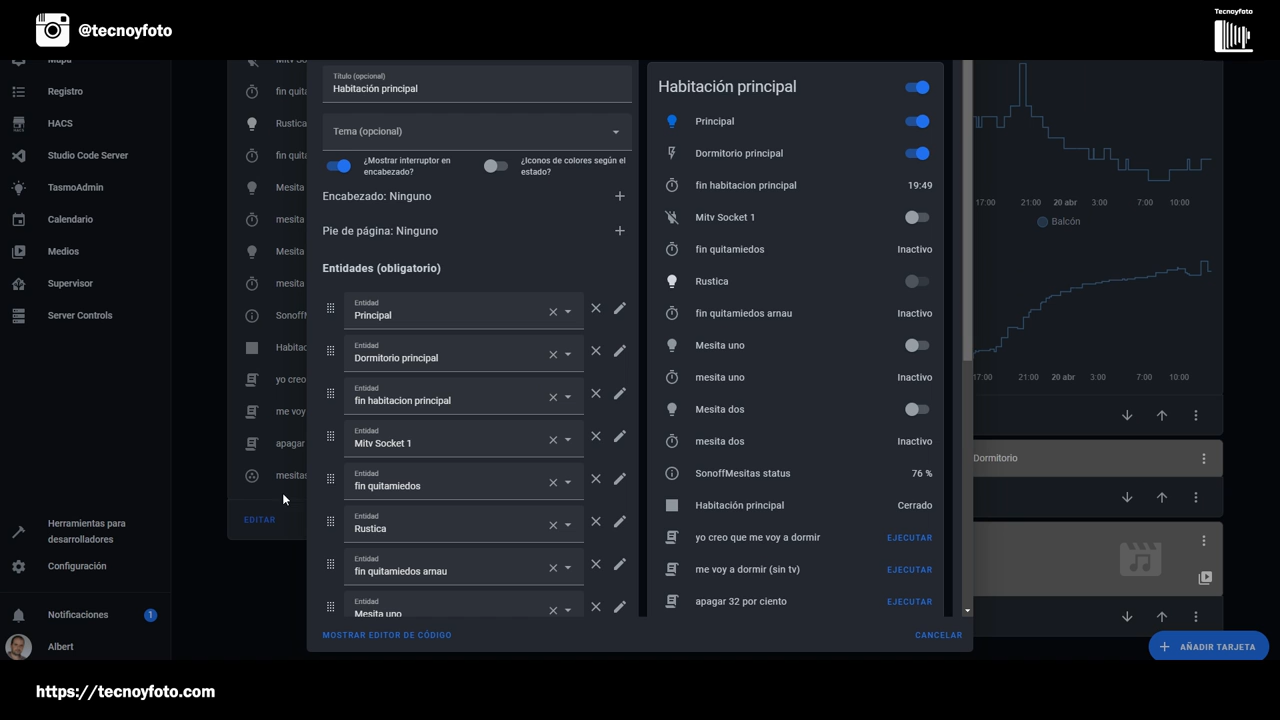 @tecnoyfoto
Tecnoyfoto
Mapa
Registro
HACS
Studio Code Server
TasmoAdmin
Calendario
Medios
Supervisor
Server Controls
Herramientas para
desarrolladores
Configuración
Notificaciones
1
Albert
Mitv Soc
fin quita
Rustica
fin quita
Mesita
mesita
Mesita
mesita
SonoffM
Habitac
yo creo
me voy
apagar
mesitas
EDITAR
Título (opcional)
Habitación principal
Tema (opcional)
¿Mostrar interruptor en
encabezado?
¿Iconos de colores según el
estado?
Encabezado: Ninguno
Pie de página: Ninguno
Entidades (obligatorio)
Entidad
Principal
Entidad
Dormitorio principal
Entidad
fin habitacion principal
Entidad
Mitv Socket 1
Entidad
fin quitamiedos
Entidad
Rustica
Entidad
fin quitamiedos arnau
Entidad
Mesita uno
MOSTRAR EDITOR DE CÓDIGO
CANCELAR
Habitación principal
Principal
Dormitorio principal
fin habitacion principal 19:49
Mitv Socket 1
fin quitamiedos Inactivo
Rustica
fin quitamiedos arnau Inactivo
Mesita uno
mesita uno Inactivo
Mesita dos
mesita dos Inactivo
SonoffMesitas status 76 %
Habitación principal Cerrado
yo creo que me voy a dormir EJECUTAR
me voy a dormir (sin tv) EJECUTAR
apagar 32 por ciento EJECUTAR
17:00 21:00 20 abr 3:00 7:00 10:00
Balcón
17:00 21:00 20 abr 3:00 7:00 10:00
Dormitorio
AÑADIR TARJETA
https://tecnoyfoto.com